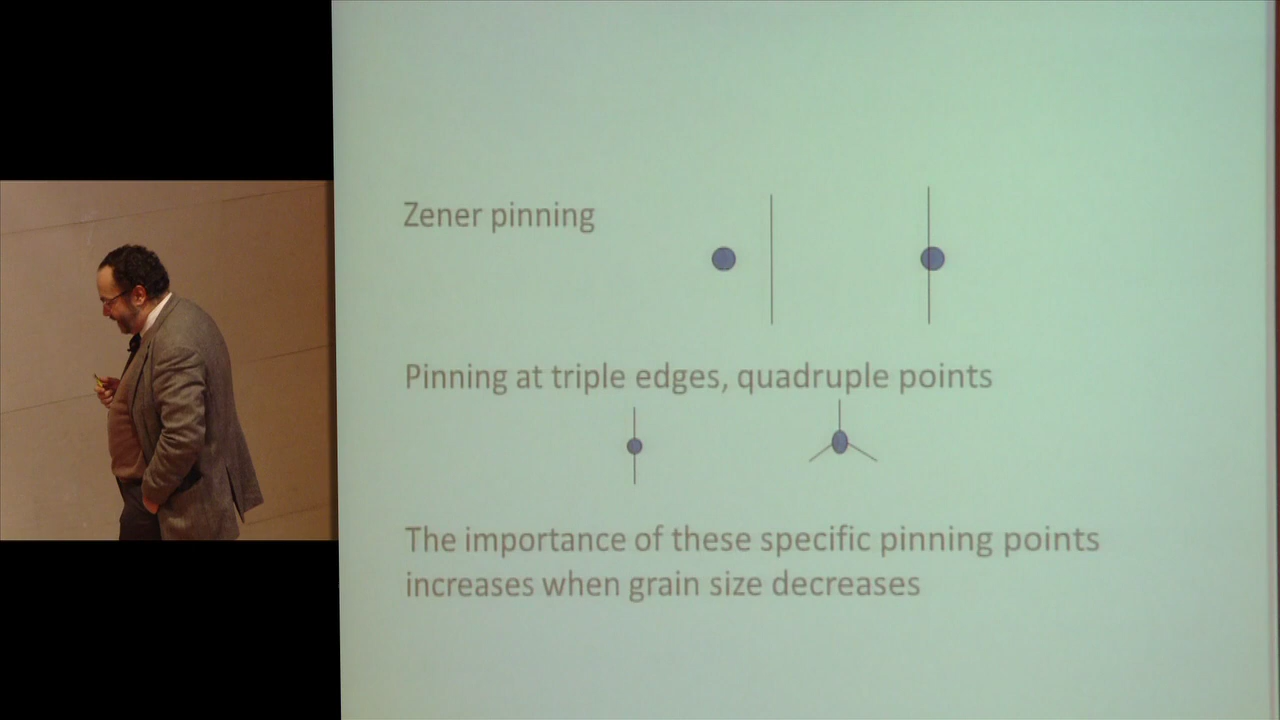 Zener pinning
Pinning at triple edges, quadruple points
The importance of these specific pinning points
increases when grain size decreases